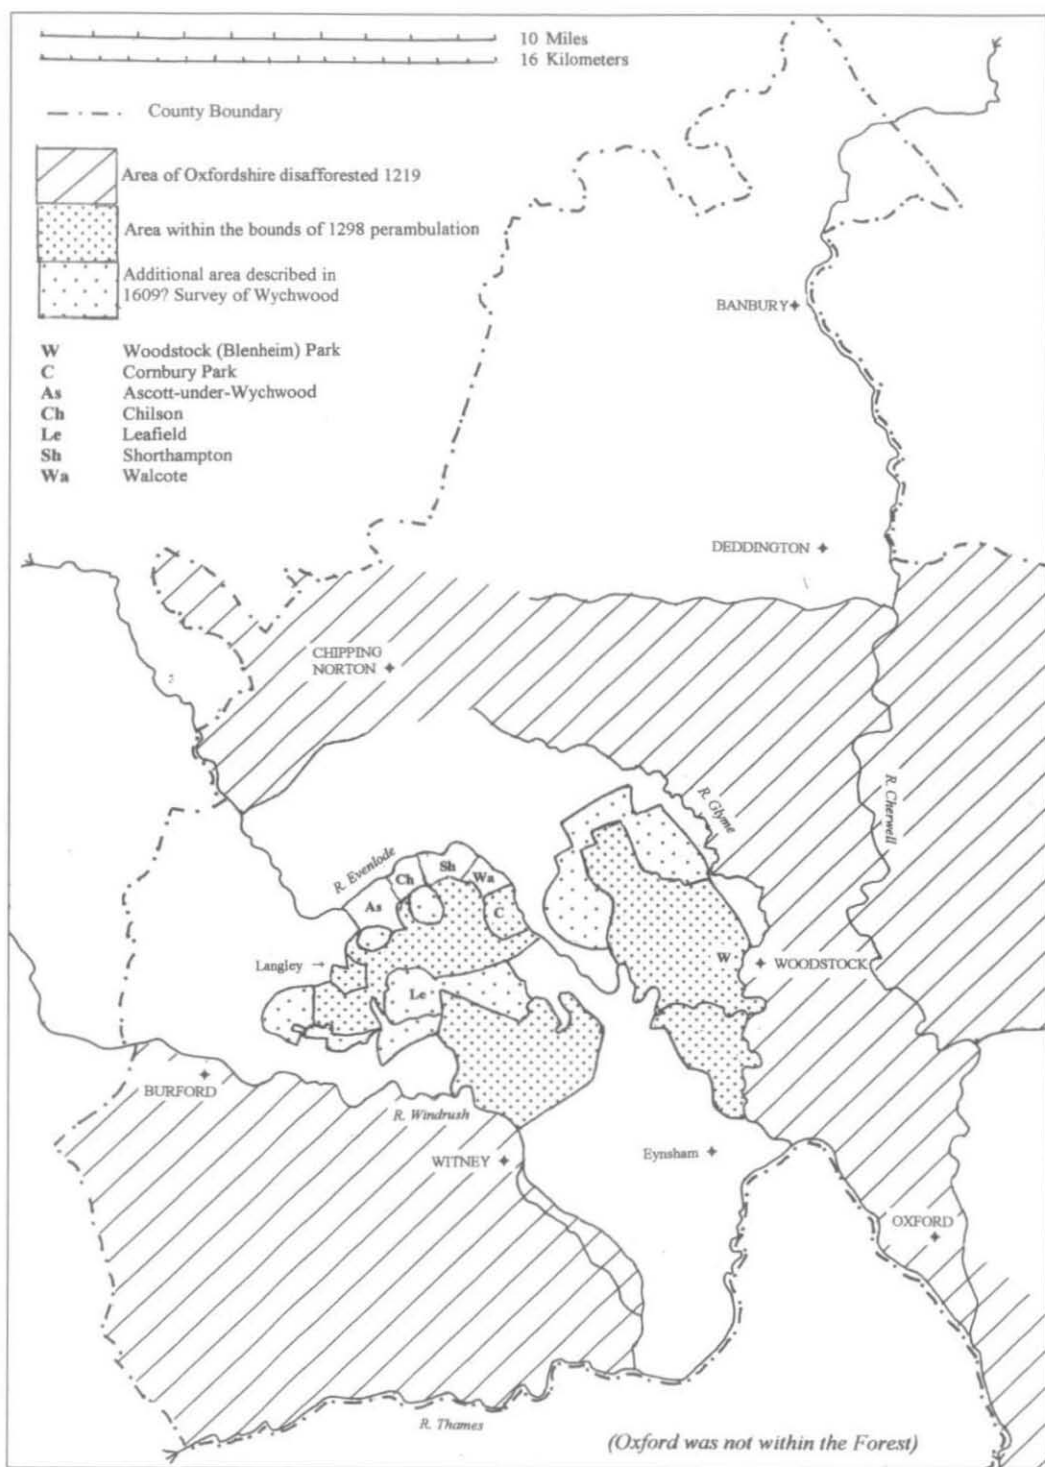 10 Miles
16 Kilometers
County Boundary
Area of Oxfordshire disafforested 1219
Area within the bounds of 1298 perambulation
Additional area described in
1609? Survey of Wychwood
W Woodstock (Blenheim) Park
C Cornbury Park
As Ascott-under-Wychwood
Ch Chilson
Le Leafield
Sh Shorthampton
Wa Walcote
BANBURY
DEDDINGTON
CHIPPING
NORTON
?
R. Glyme
R. Cherwell
R. Evenlode
Sh
Ch
Wa
As
C
Langley →
W
WOODSTOCK
Le
BURFORD
R. Windrush
WITNEY
Eynsham
OXFORD
R. Thames
(Oxford was not within the Forest)